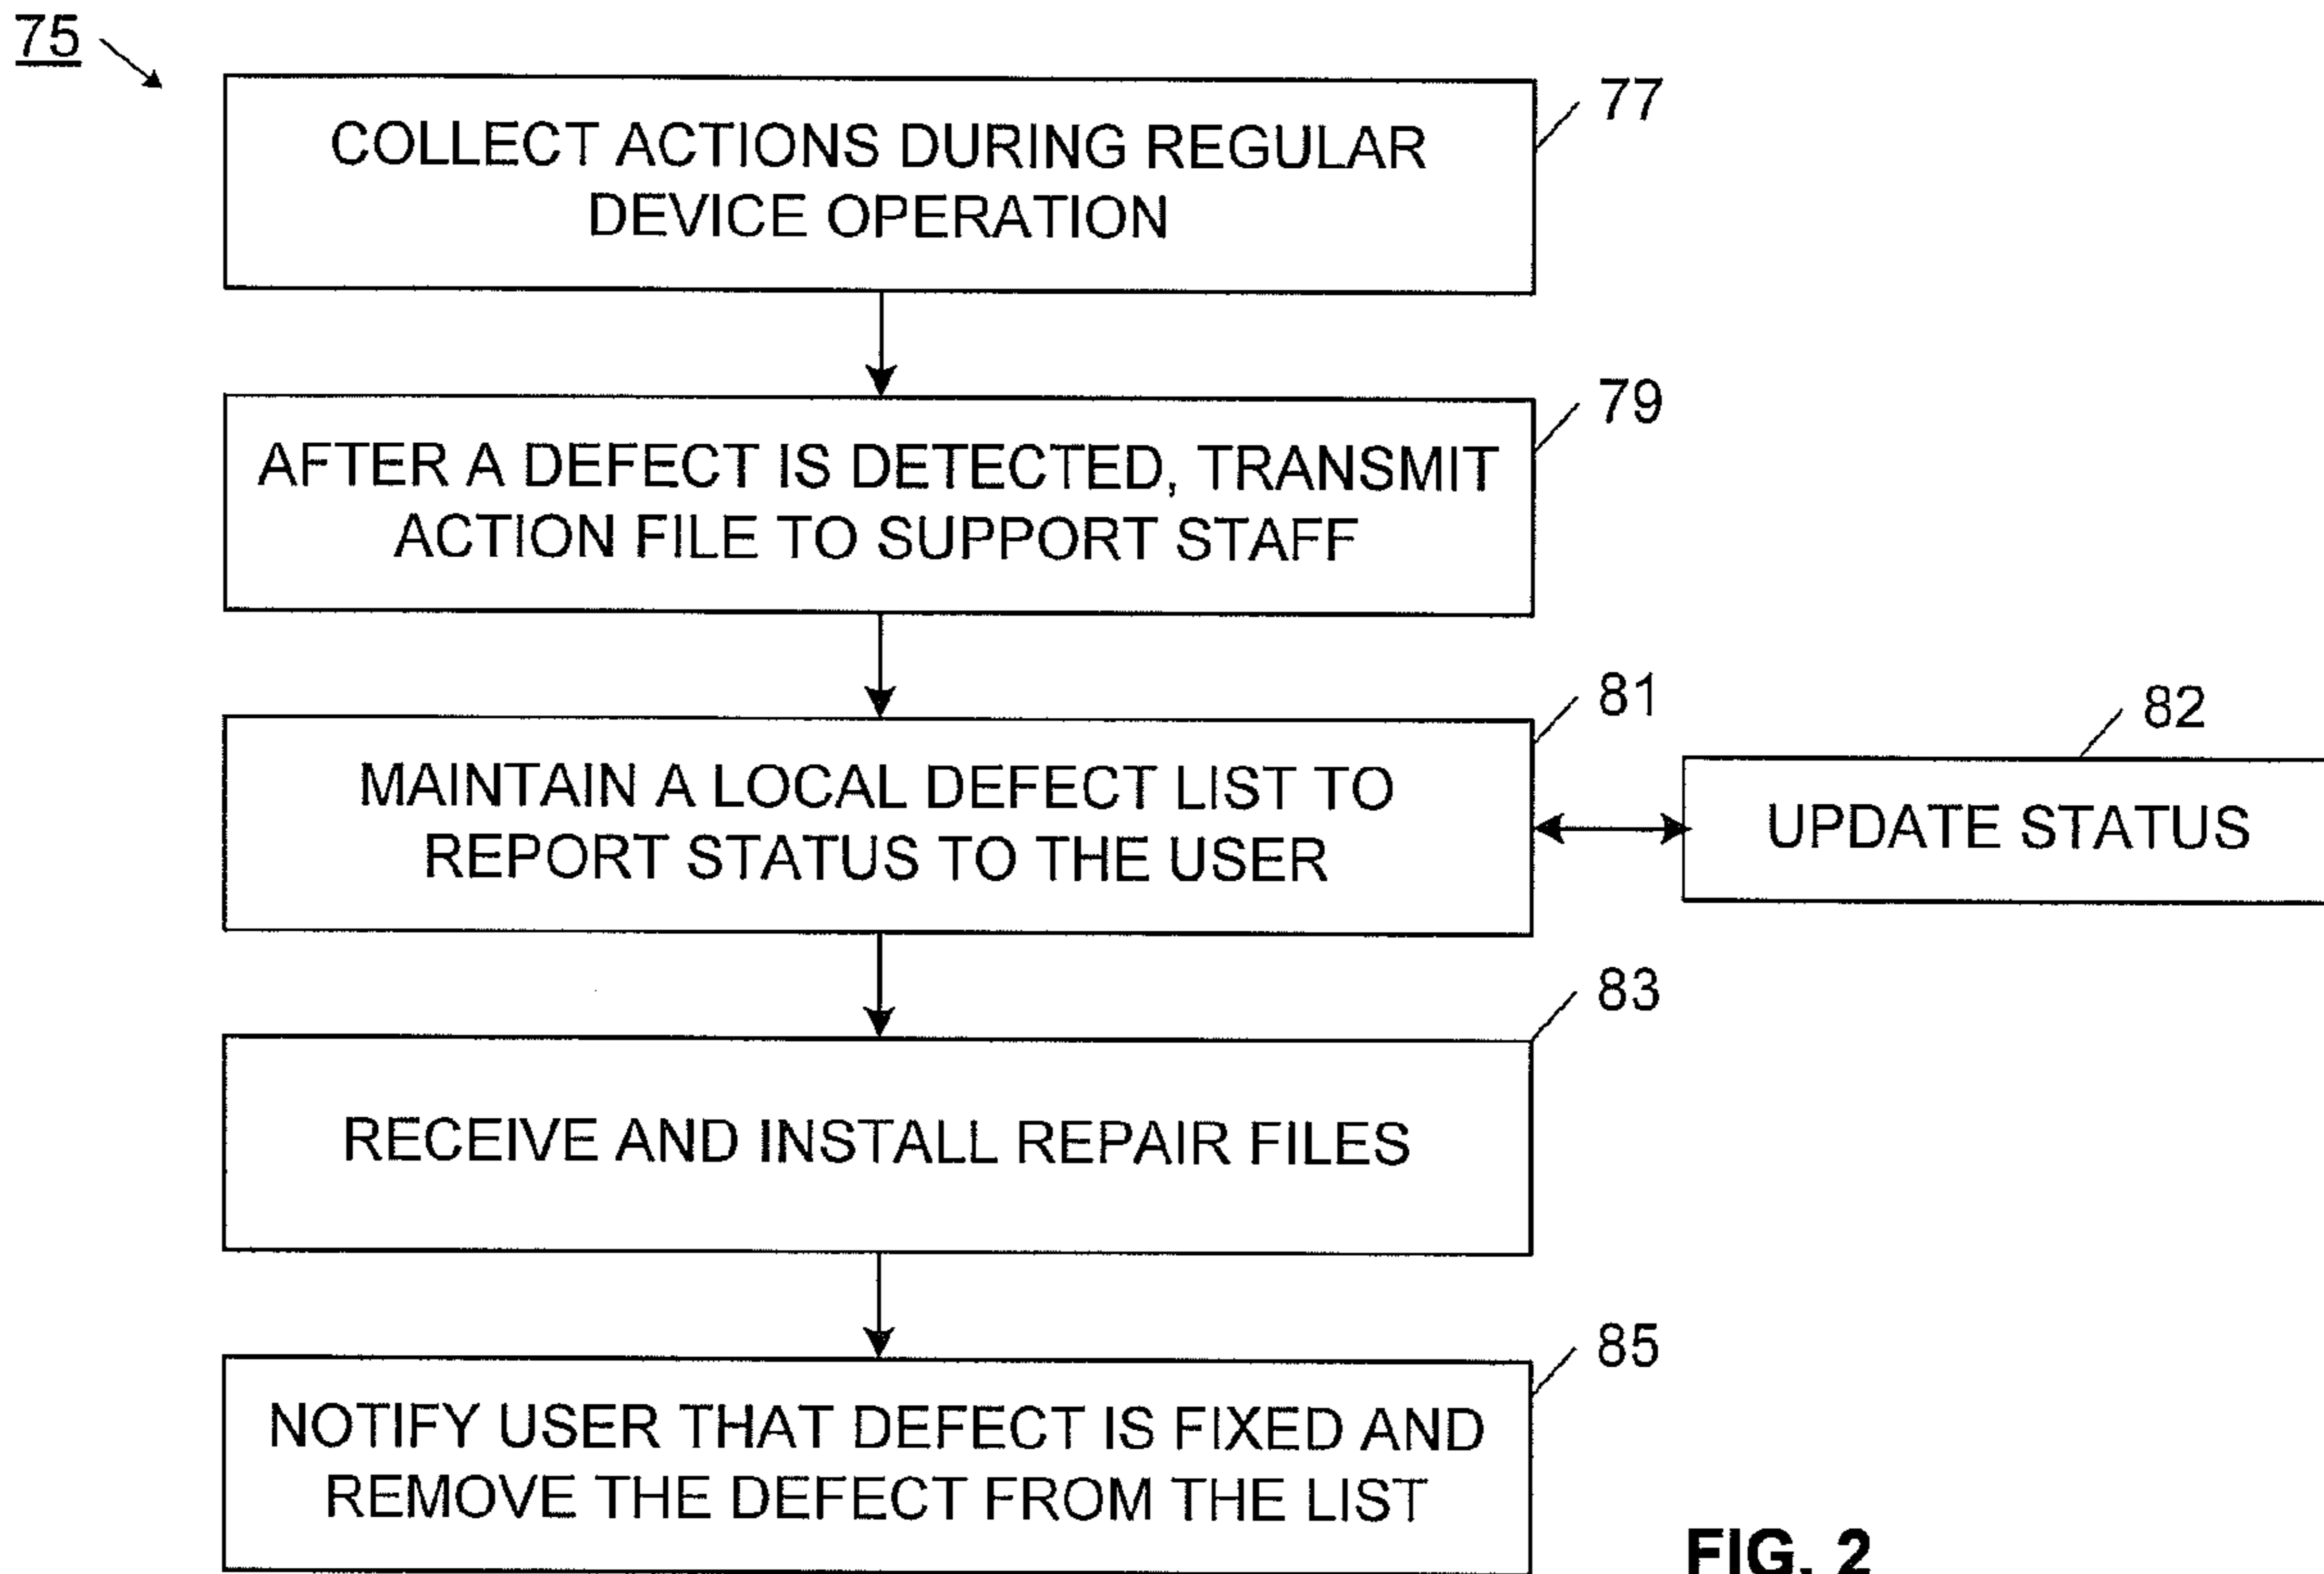 75
77
COLLECT ACTIONS DURING REGULAR
DEVICE OPERATION
79
AFTER A DEFECT IS DETECTED, TRANSMIT
ACTION FILE TO SUPPORT STAFF
81
MAINTAIN A LOCAL DEFECT LIST TO
REPORT STATUS TO THE USER
82
UPDATE STATUS
83
RECEIVE AND INSTALL REPAIR FILES
85
NOTIFY USER THAT DEFECT IS FIXED AND
REMOVE THE DEFECT FROM THE LIST
FIG. 2